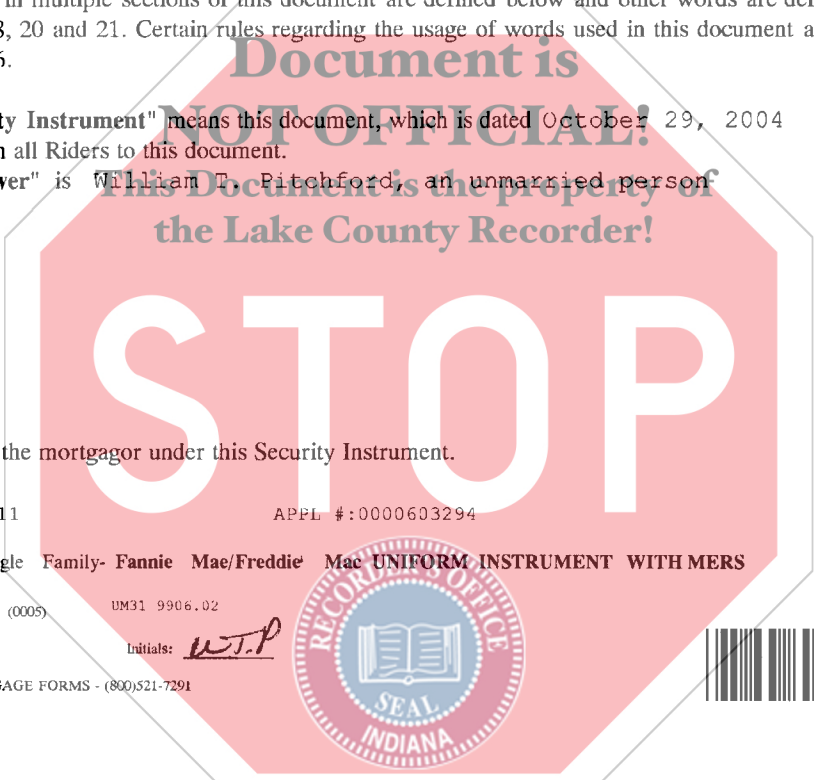 in multiple sections of this document are defined below and other words are def
3, 20 and 21. Certain rules regarding the usage of words used in this document a
Document is
NOT OFFICIAL!
ty Instrument" means this document, which is dated October 29, 2004
all Riders to this document.
ver" is William T. Pitchford, an unmarried person
This Document is the property of
the Lake County Recorder!
STOP
the mortgagor under this Security Instrument.
11 APPL #:0000603294
gle Family- Fannie Mae/Freddie Mac UNIFORM INSTRUMENT WITH MERS
(0005) UM31 9906.02
Initials: WTP
GAGE FORMS - (800)521-7291
RECORDER'S OFFICE
SEAL
INDIANA